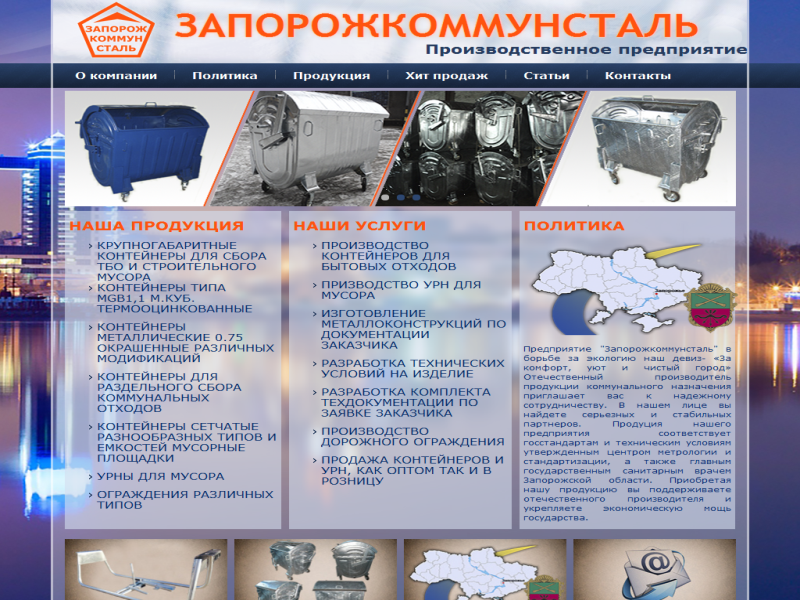 ЗАПОРОЖ
КОММУН
СТАЛЬ
ЗАПОРОЖКОММУНСТАЛЬ
Производственное предприятие
О компании
Политика
Продукция
Хит продаж
Статьи
Контакты
НАША ПРОДУКЦИЯ
› КРУПНОГАБАРИТНЫЕ
КОНТЕЙНЕРЫ ДЛЯ СБОРА
ТБО И СТРОИТЕЛЬНОГО
МУСОРА
› КОНТЕЙНЕРЫ ТИПА
MGB1,1 М.КУБ.
ТЕРМООЦИНКОВАННЫЕ
› КОНТЕЙНЕРЫ
МЕТАЛЛИЧЕСКИЕ 0.75
ОКРАШЕННЫЕ РАЗЛИЧНЫХ
МОДИФИКАЦИЙ
› КОНТЕЙНЕРЫ ДЛЯ
РАЗДЕЛЬНОГО СБОРА
КОММУНАЛЬНЫХ
ОТХОДОВ
› КОНТЕЙНЕРЫ СЕТЧАТЫЕ
РАЗНООБРАЗНЫХ ТИПОВ И
ЕМКОСТЕЙ МУСОРНЫЕ
ПЛОЩАДКИ
› УРНЫ ДЛЯ МУСОРА
› ОГРАЖДЕНИЯ РАЗЛИЧНЫХ
ТИПОВ
НАШИ УСЛУГИ
› ПРОИЗВОДСТВО
КОНТЕЙНЕРОВ ДЛЯ
БЫТОВЫХ ОТХОДОВ
› ПРИЗВОДСТВО УРН ДЛЯ
МУСОРА
› ИЗГОТОВЛЕНИЕ
МЕТАЛЛОКОНСТРУКЦИЙ ПО
ДОКУМЕНТАЦИИ
ЗАКАЗЧИКА
› РАЗРАБОТКА ТЕХНИЧЕСКИХ
УСЛОВИЙ НА ИЗДЕЛИЕ
› РАЗРАБОТКА КОМПЛЕКТА
ТЕХДОКУМЕНТАЦИИ ПО
ЗАЯВКЕ ЗАКАЗЧИКА
› ПРОИЗВОДСТВО
ДОРОЖНОГО ОГРАЖДЕНИЯ
› ПРОДАЖА КОНТЕЙНЕРОВ И
УРН, КАК ОПТОМ ТАК И В
РОЗНИЦУ
ПОЛИТИКА
Предприятие "Запорожкоммунсталь" в
борьбе за экологию наш девиз- «За
комфорт, уют и чистый город»
Отечественный производитель
продукции коммунального назначения
приглашает вас к надежному
сотрудничеству. В нашем лице вы
найдете серьезных и стабильных
партнеров. Продуция нашего
предприятия соответствует
госстандартам и техническим условиям
утвержденным центром метрологии и
стандартизации, а также главным
государственным санитарным врачем
Запорожской области. Приобретая
нашу продукцию вы поддерживаете
отечественного производителя и
укрепляете экономическую мощь
государства.